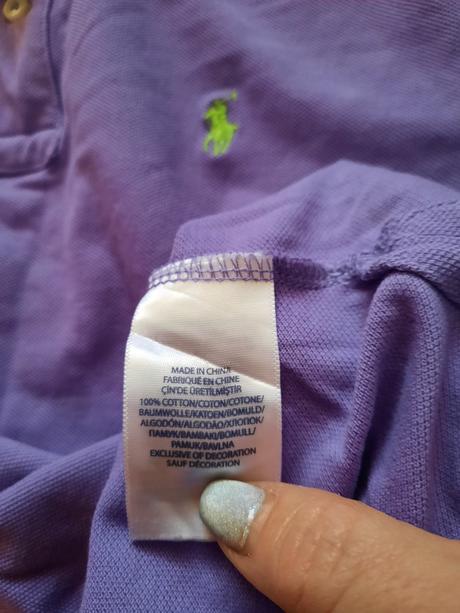 MADE IN CHINA
FABRIQUÉ EN CHINE
ÇİN'DE ÜRETİLMİŞTİR
100% COTTON/COTON/COTONE/
BAUMWOLLE/KATOEN/BOMULD/
ALGODÓN/ALGODÃO/ХЛОПОК/
ПАМУК/BAMBAKI/BOMULL/
PAMUK/BAVLNA
EXCLUSIVE OF DECORATION
SAUF DÉCORATION